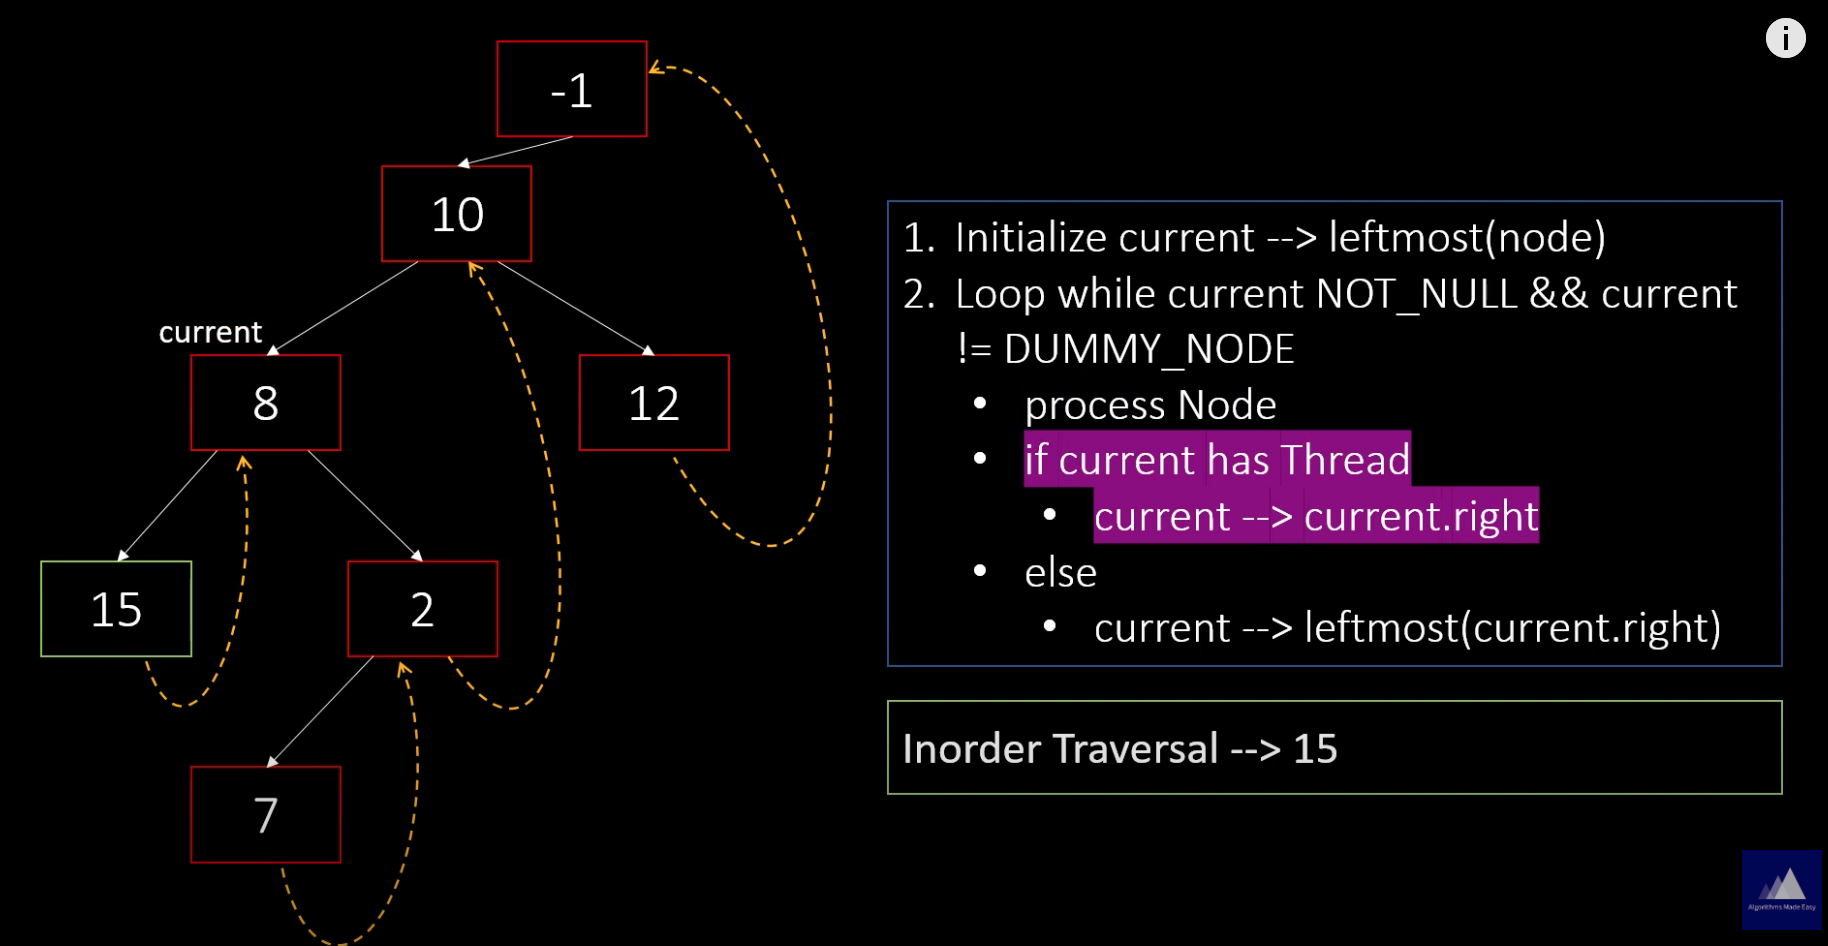 -1
10
current
8
12
15
2
7
1. Initialize current --> leftmost(node)
2. Loop while current NOT_NULL && current
!= DUMMY_NODE
• process Node
• if current has Thread
• current --> current.right
• else
• current --> leftmost(current.right)
Inorder Traversal --> 15
i
Algorithms Made Easy